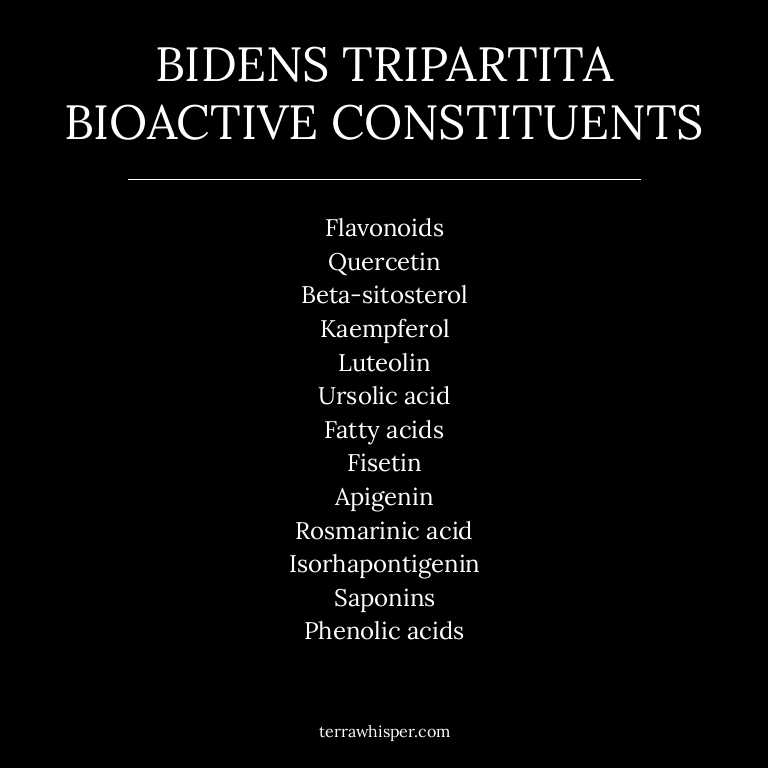 BIDENS TRIPARTITA
BIOACTIVE CONSTITUENTS
Flavonoids
Quercetin
Beta-sitosterol
Kaempferol
Luteolin
Ursolic acid
Fatty acids
Fisetin
Apigenin
Rosmarinic acid
Isorhapontigenin
Saponins
Phenolic acids
terrawhisper.com